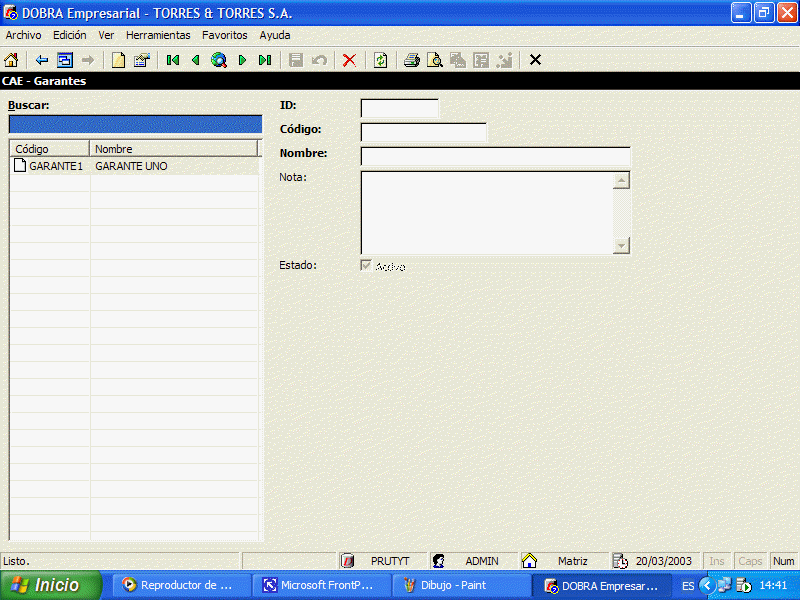 DOBRA Empresarial - TORRES & TORRES S.A.
Archivo Edición Ver Herramientas Favoritos Ayuda
CAE - Garantes
Buscar:
Código Nombre
GARANTE1 GARANTE UNO
ID:
Código:
Nombre:
Nota:
Estado: Activo
Listo. PRUTYT ADMIN Matriz 20/03/2003 Ins Caps Num
Inicio Reproductor de ... Microsoft FrontP... Dibujo - Paint DOBRA Empresar... ES 14:41